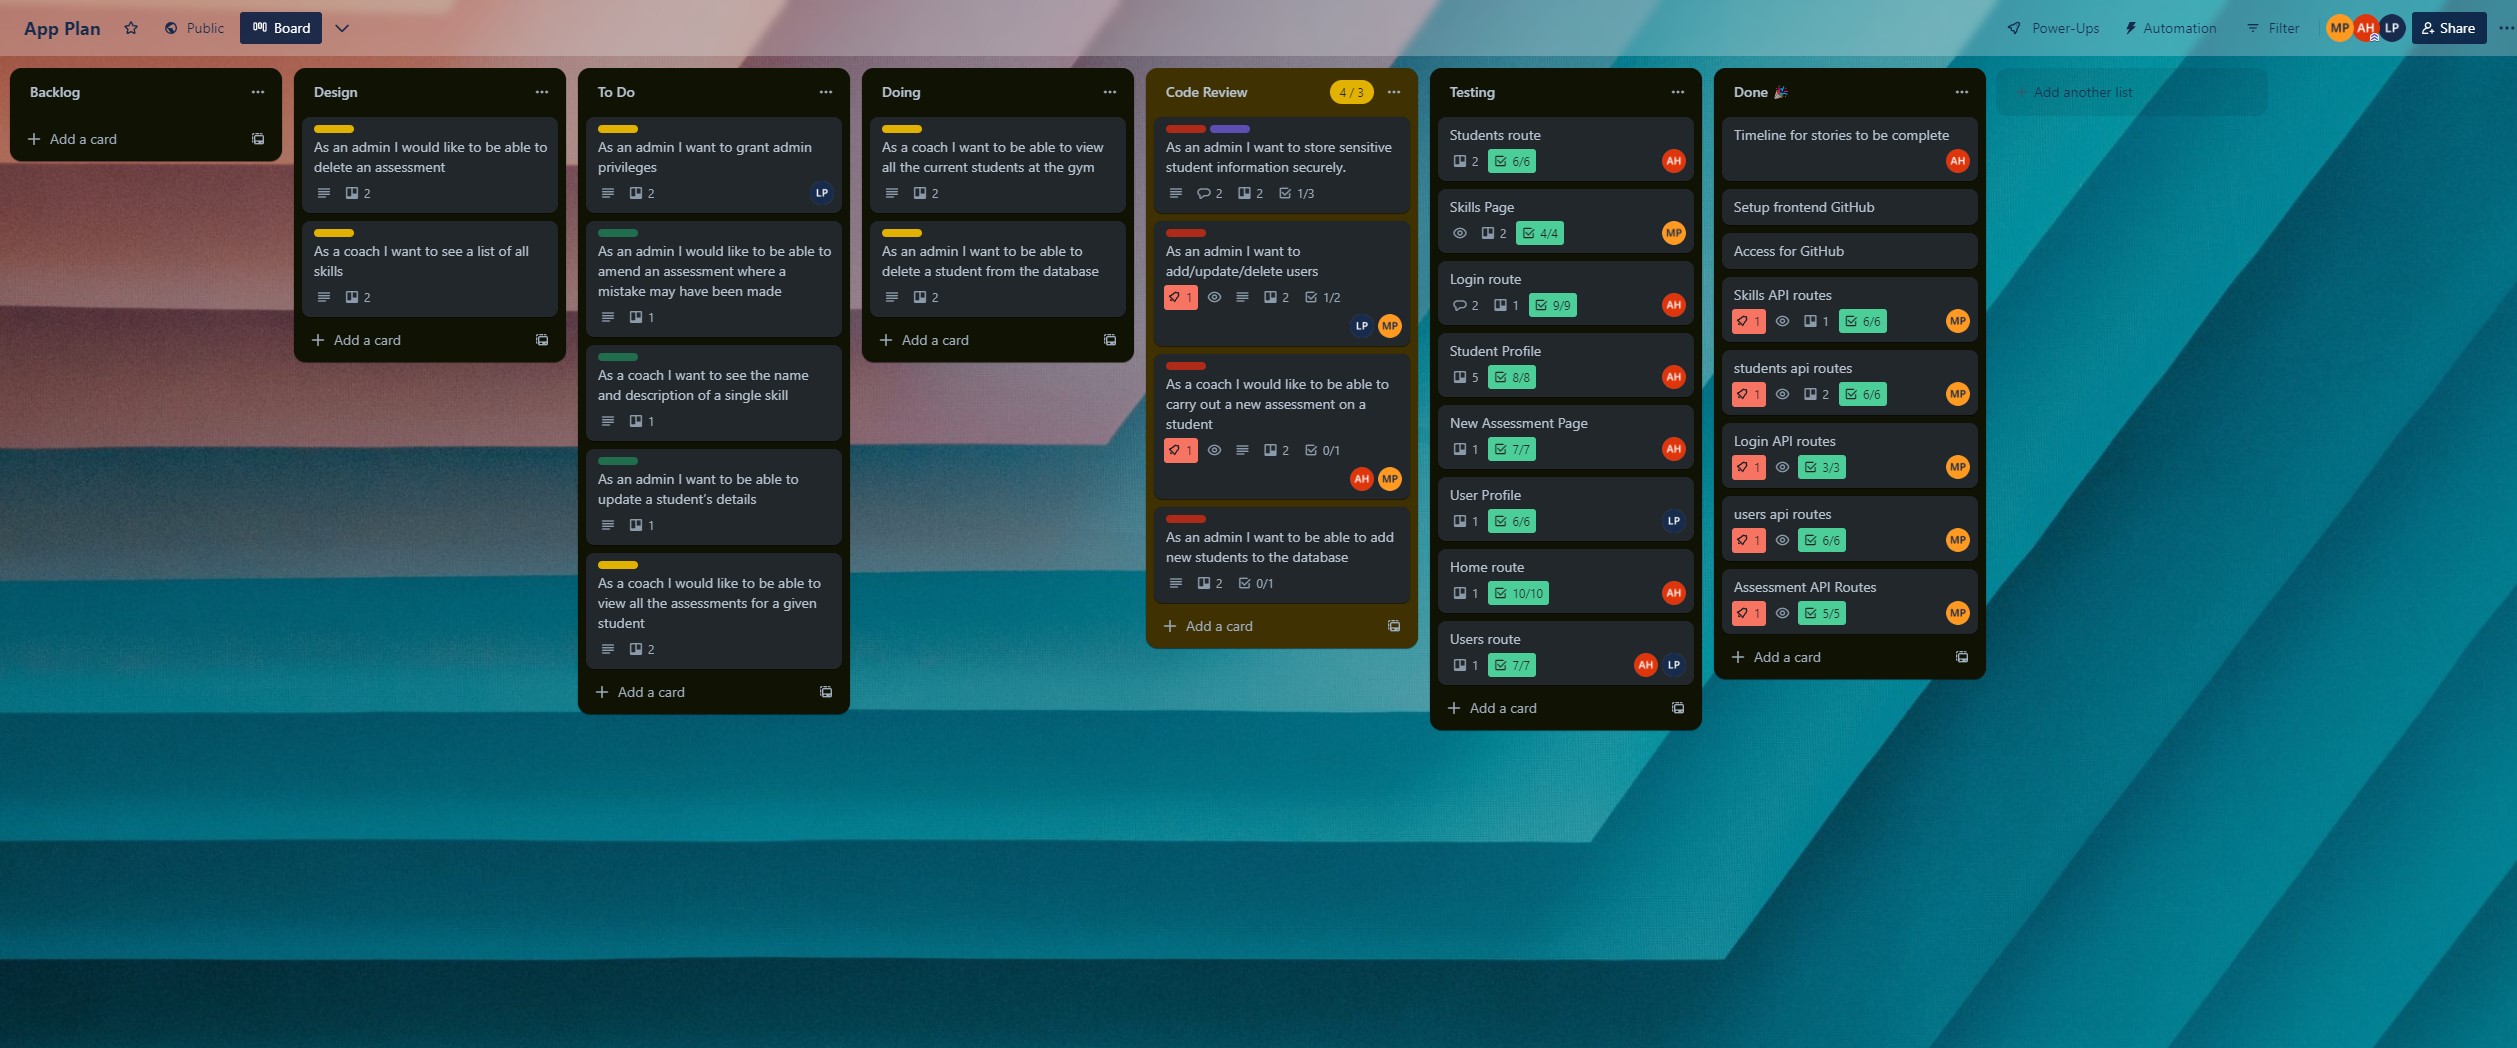 App Plan
Public
Board
Power-Ups
Automation
Filter
MP
AH
LP
Share
Backlog
Add a card
Design
As an admin I would like to be able to
delete an assessment
2
As a coach I want to see a list of all
skills
2
Add a card
To Do
As an admin I want to grant admin
privileges
2
LP
As an admin I would like to be able to
amend an assessment where a
mistake may have been made
1
As a coach I want to see the name
and description of a single skill
1
As an admin I want to be able to
update a student's details
1
As a coach I would like to be able to
view all the assessments for a given
student
2
Add a card
Doing
As a coach I want to be able to view
all the current students at the gym
2
As an admin I want to be able to
delete a student from the database
2
Add a card
Code Review
4 / 3
As an admin I want to store sensitive
student information securely.
2 2 1/3
As an admin I want to
add/update/delete users
1 2 1/2
LP MP
As a coach I would like to be able to
carry out a new assessment on a
student
1 2 0/1
AH MP
As an admin I want to be able to add
new students to the database
2 0/1
Add a card
Testing
Students route
2 6/6 AH
Skills Page
2 4/4 MP
Login route
2 1 9/9 AH
Student Profile
5 8/8 AH
New Assessment Page
1 7/7 AH
User Profile
1 6/6 LP
Home route
1 10/10 AH
Users route
1 7/7 AH LP
Add a card
Done 🎉
Timeline for stories to be complete
AH
Setup frontend GitHub
Access for GitHub
Skills API routes
1 1 6/6 MP
students api routes
1 2 6/6 MP
Login API routes
1 3/3 MP
users api routes
1 6/6 MP
Assessment API Routes
1 5/5 MP
Add a card
Add another list